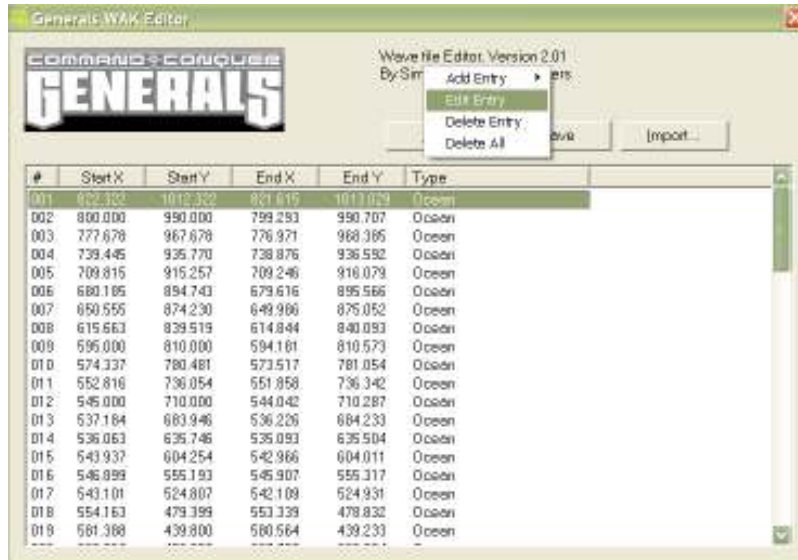 Generals WAK Editor
COMMAND & CONQUER
GENERALS
Wave file Editor. Version 2.01
By
Add Entry
Edit Entry
Delete Entry
Delete All
Import...
# Start X Start Y End X End Y Type
001 822.322 1012.322 821.615 1013.029 Ocean
002 800.000 990.000 799.293 990.707 Ocean
003 777.678 967.678 776.971 968.385 Ocean
004 739.445 935.770 738.876 936.592 Ocean
005 709.815 915.257 709.246 916.079 Ocean
006 680.185 894.743 679.616 895.566 Ocean
007 650.555 874.230 649.986 875.052 Ocean
008 615.663 839.519 614.844 840.093 Ocean
009 595.000 810.000 594.181 810.573 Ocean
010 574.337 780.481 573.517 781.054 Ocean
011 552.816 736.054 551.858 736.342 Ocean
012 545.000 710.000 544.042 710.287 Ocean
013 537.184 683.946 536.226 684.233 Ocean
014 536.063 635.746 535.093 635.504 Ocean
015 543.937 604.254 542.966 604.011 Ocean
016 546.899 555.193 545.907 555.317 Ocean
017 543.101 524.807 542.109 524.931 Ocean
018 554.163 479.399 553.339 478.832 Ocean
019 581.388 439.800 580.564 439.233 Ocean